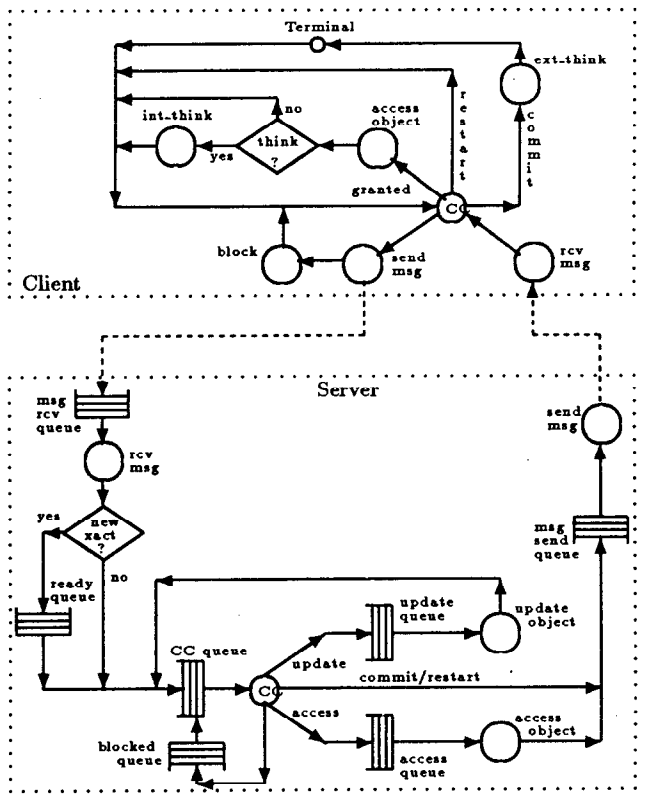 Terminal
ext-think
no
int-think
access
object
think
?
yes
restart
commit
granted
CC
block
send
msg
rcv
msg
Client
Server
msg
rcv
queue
send
msg
rcv
msg
yes
new
xact
?
msg
send
queue
no
ready
queue
update
queue
update
object
CC queue
update
CC
commit/restart
access
access
object
blocked
queue
access
queue